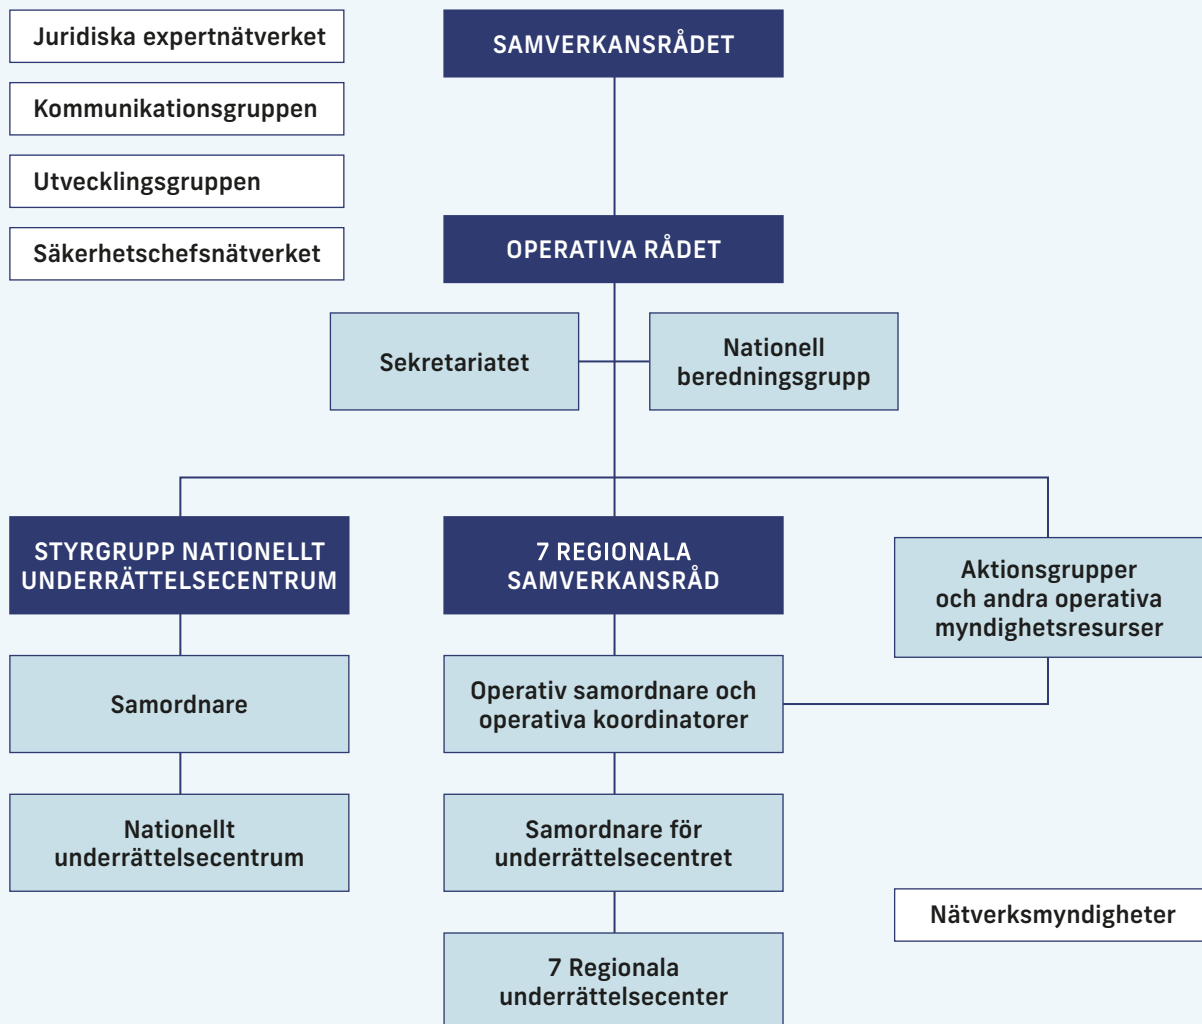 Juridiska expertnätverket
Kommunikationsgruppen
Utvecklingsgruppen
Säkerhetschefsnätverket
SAMVERKANSRÅDET
OPERATIVA RÅDET
Sekretariatet
Nationell
beredningsgrupp
STYRGRUPP NATIONELLT
UNDERRÄTTELSECENTRUM
7 REGIONALA
SAMVERKANSRÅD
Aktionsgrupper
och andra operativa
myndighetsresurser
Samordnare
Operativ samordnare och
operativa koordinatorer
Nationellt
underrättelsecentrum
Samordnare för
underrättelsecentret
Nätverksmyndigheter
7 Regionala
underrättelsecenter